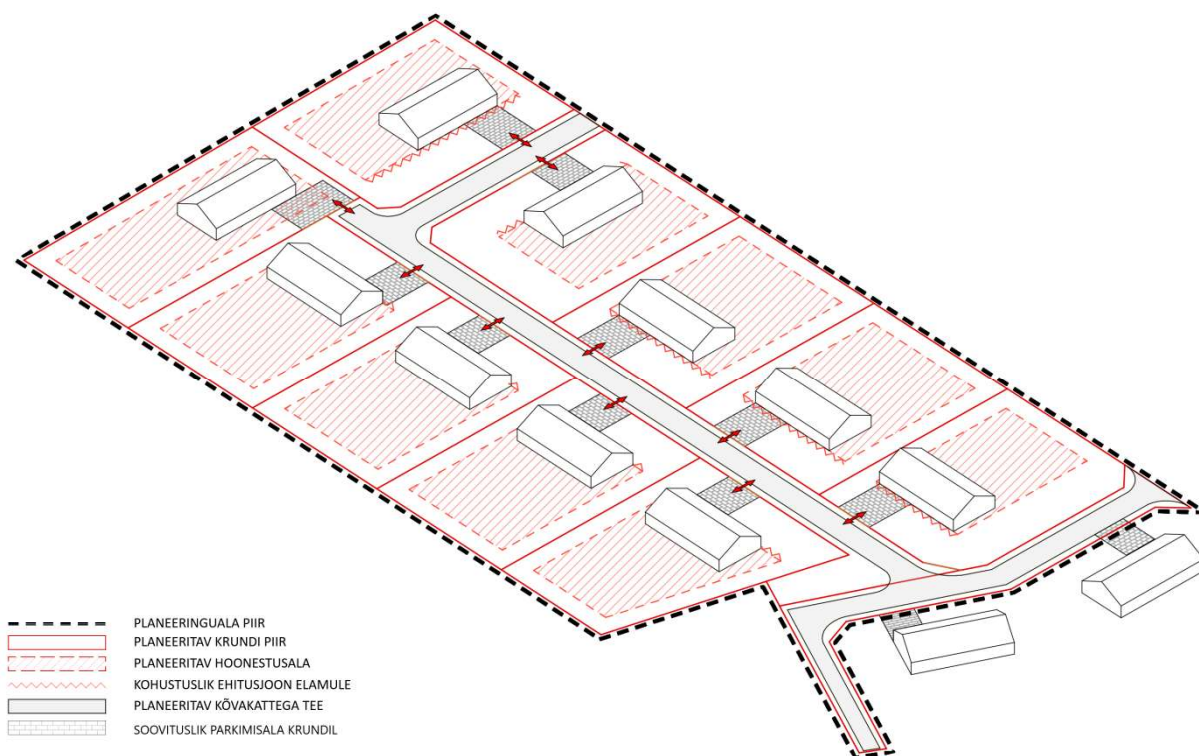 PLANEERINGUALA PIIR
PLANEERITAV KRUNDI PIIR
PLANEERITAV HOONESTUSALA
KOHUSTUSLIK EHITUSJOON ELAMULE
PLANEERITAV KÕVAKATTEGA TEE
SOOVITUSLIK PARKIMISALA KRUNDIL